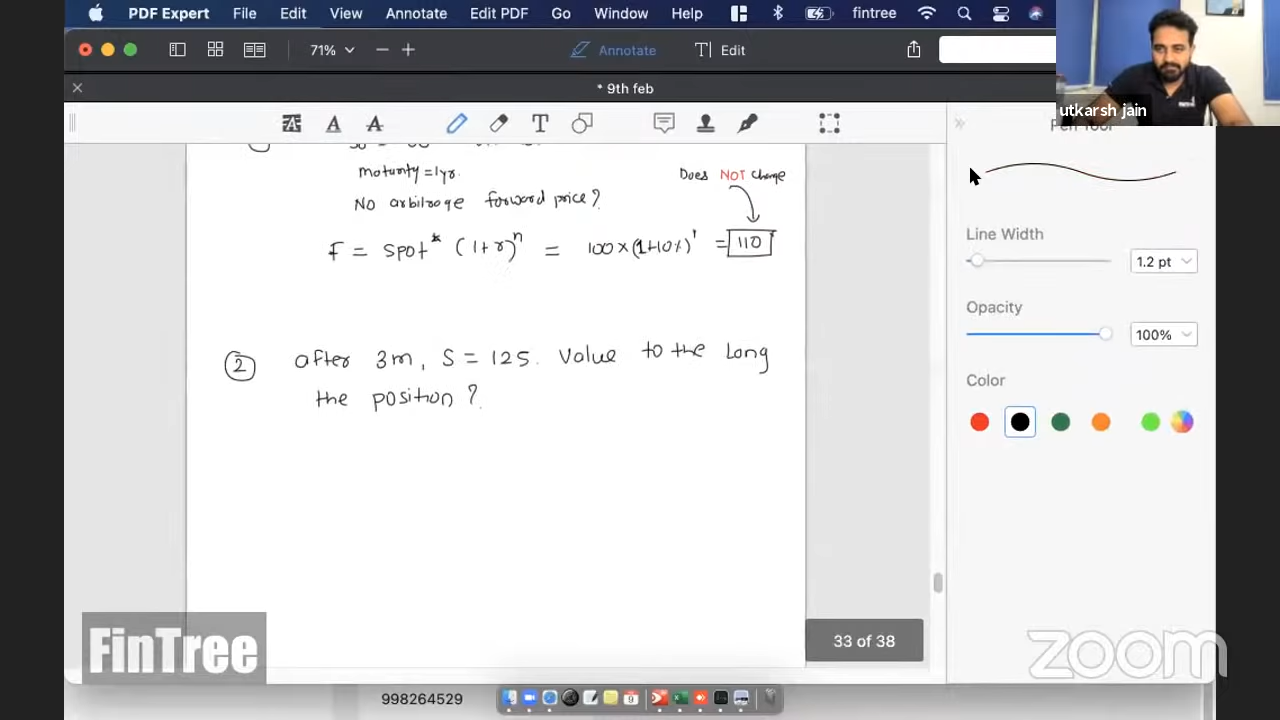 PDF Expert File Edit View Annotate Edit PDF Go Window Help fintree
71% Annotate T Edit
* 9th feb
utkarsh jain
Pen Tool
maturity = 1yr.
Does NOT change
No arbitrage forward price?
F = spot * (1+r)^n = 100 x (1+10%)^1 = 110
Line Width
1.2 pt
Opacity
100%
Color
2 after 3m, S = 125. Value to the Long
the position ?
33 of 38
FinTree
zoom
998264529